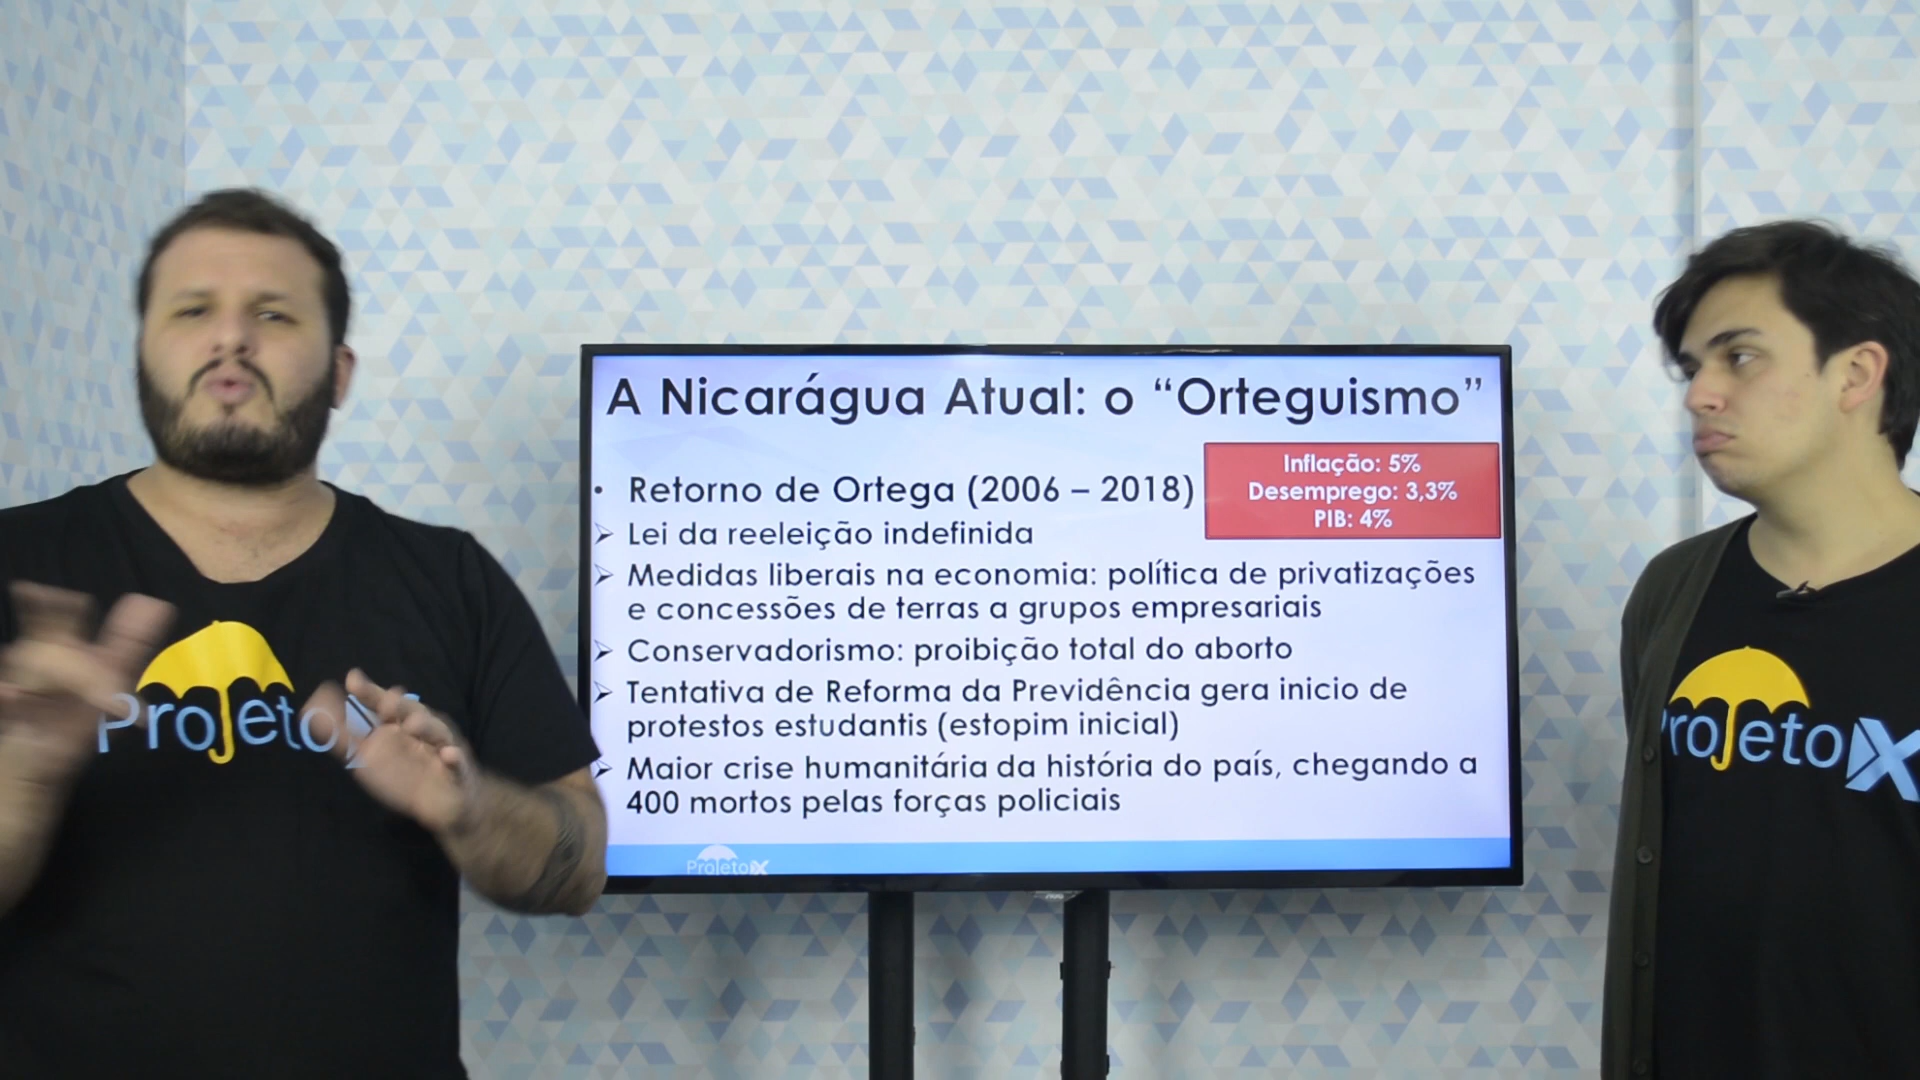 A Nicarágua Atual: o “Orteguismo”
Inflação: 5%
Desemprego: 3,3%
PIB: 4%
• Retorno de Ortega (2006 – 2018)
➢ Lei da reeleição indefinida
➢ Medidas liberais na economia: política de privatizações
e concessões de terras a grupos empresariais
➢ Conservadorismo: proibição total do aborto
➢ Tentativa de Reforma da Previdência gera inicio de
protestos estudantis (estopim inicial)
➢ Maior crise humanitária da história do país, chegando a
400 mortos pelas forças policiais
ProjetoX
ProjetoX
ProjetoX